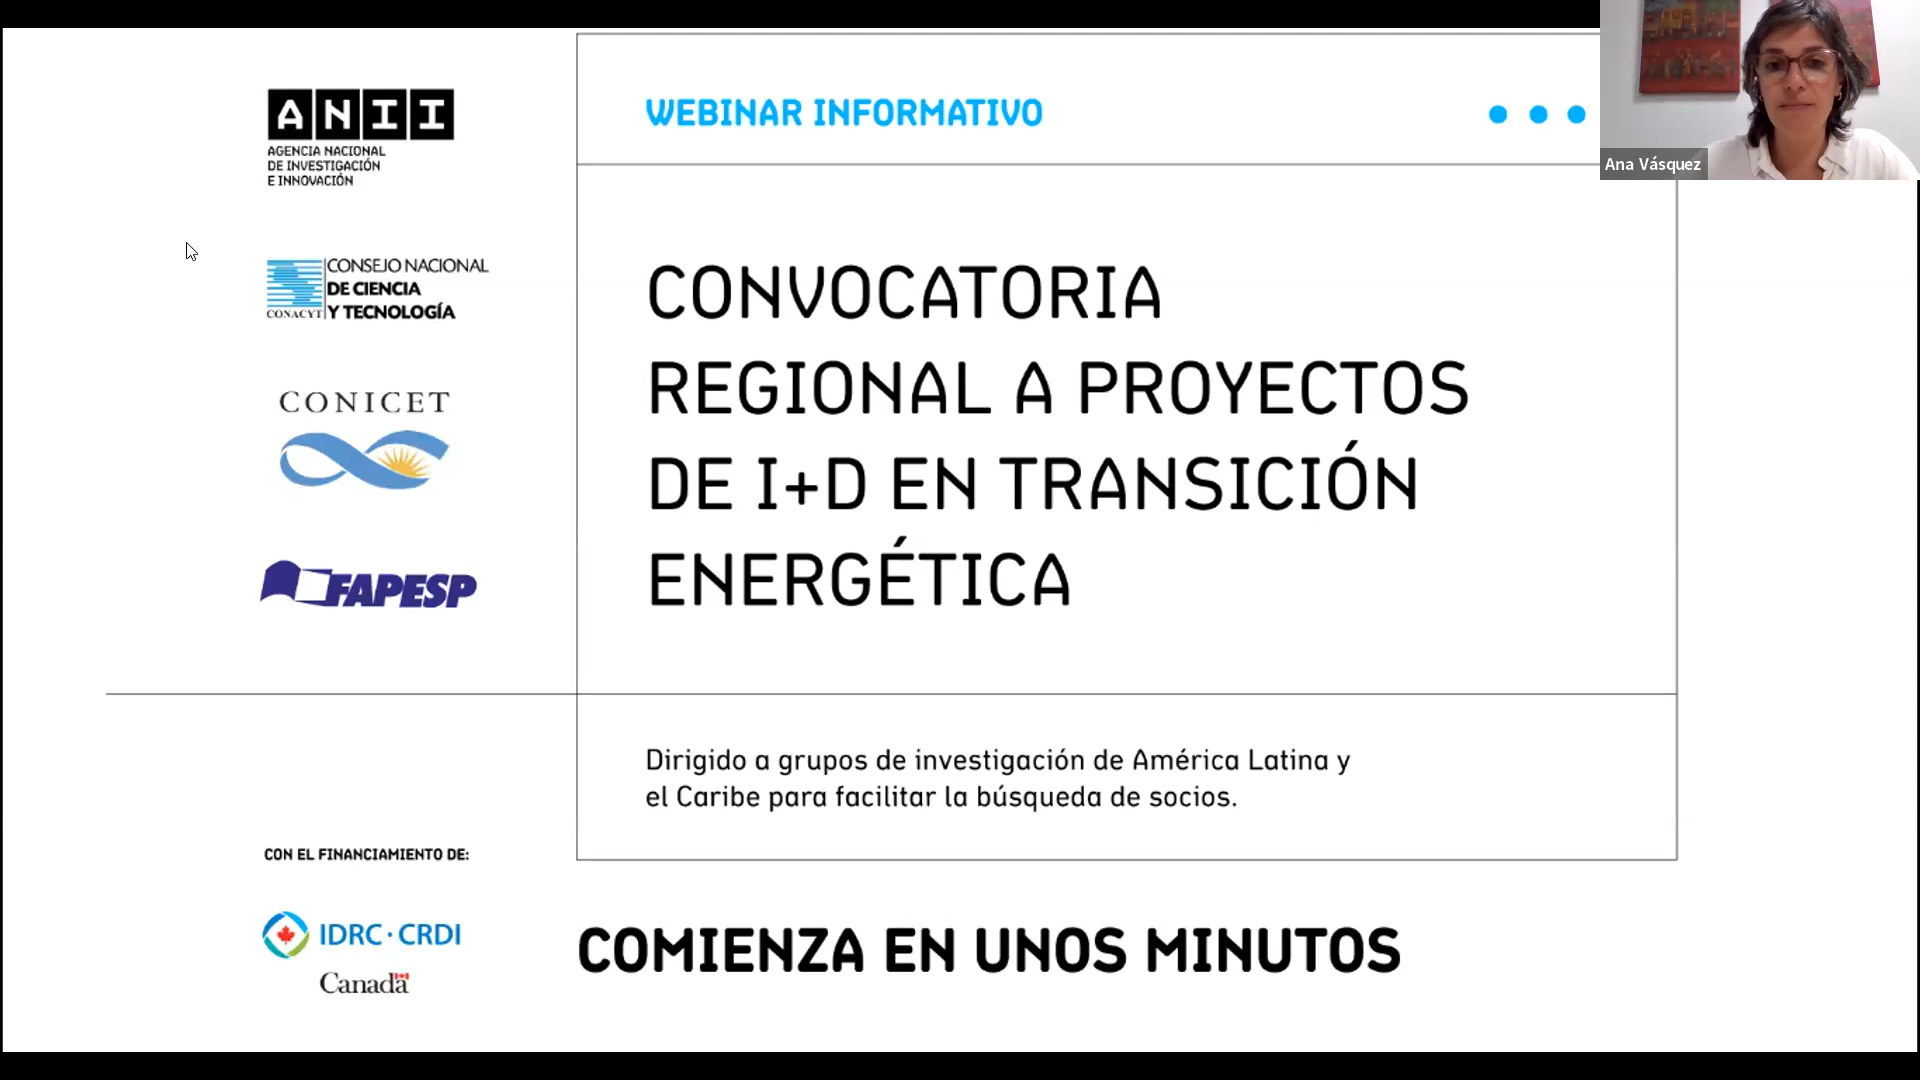 ANII
AGENCIA NACIONAL
DE INVESTIGACIÓN
E INNOVACIÓN
CONSEJO NACIONAL
DE CIENCIA
Y TECNOLOGÍA
CONACYT
CONICET
FAPESP
WEBINAR INFORMATIVO
Ana Vásquez
CONVOCATORIA
REGIONAL A PROYECTOS
DE I+D EN TRANSICIÓN
ENERGÉTICA
Dirigido a grupos de investigación de América Latina y
el Caribe para facilitar la búsqueda de socios.
CON EL FINANCIAMIENTO DE:
IDRC · CRDI
Canada
COMIENZA EN UNOS MINUTOS